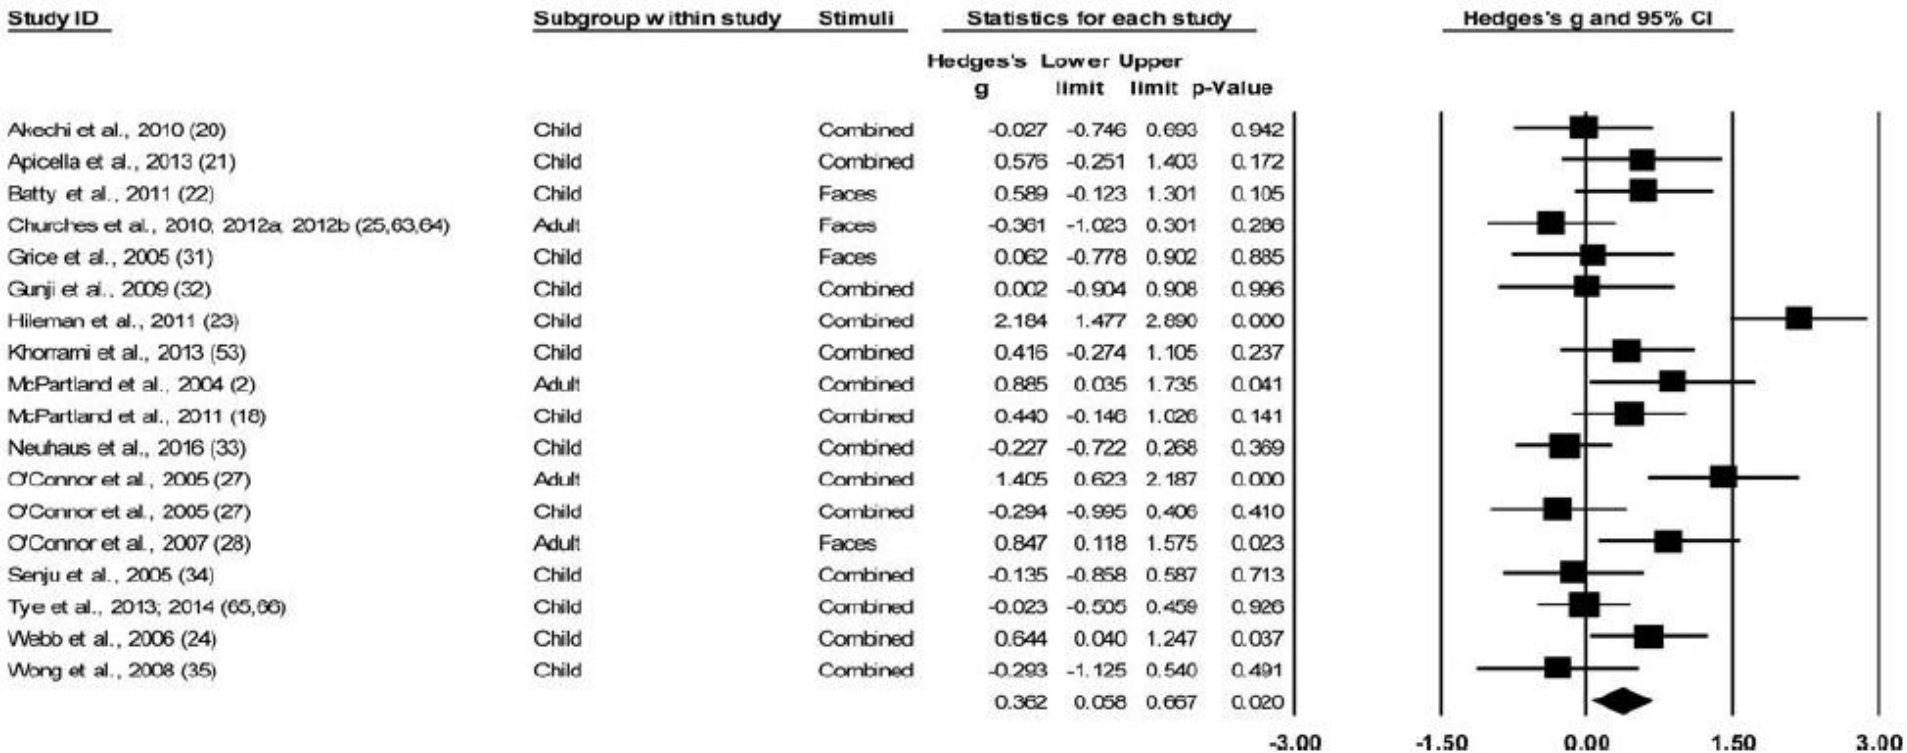 Study ID Subgroup within study Stimuli Statistics for each study Hedges's g and 95% CI
Hedges's Lower Upper
g limit limit p-Value
Akechi et al., 2010 (20) Child Combined -0.027 -0.746 0.693 0.942
Apicella et al., 2013 (21) Child Combined 0.576 -0.251 1.403 0.172
Batty et al., 2011 (22) Child Faces 0.589 -0.123 1.301 0.105
Churches et al., 2010; 2012a; 2012b (25,63,64) Adult Faces -0.361 -1.023 0.301 0.286
Grice et al., 2005 (31) Child Faces 0.062 -0.778 0.902 0.885
Gunji et al., 2009 (32) Child Combined 0.002 -0.904 0.908 0.996
Hileman et al., 2011 (23) Child Combined 2.184 1.477 2.890 0.000
Khorrami et al., 2013 (53) Child Combined 0.416 -0.274 1.105 0.237
McPartland et al., 2004 (2) Adult Combined 0.885 0.035 1.735 0.041
McPartland et al., 2011 (18) Child Combined 0.440 -0.146 1.026 0.141
Neuhaus et al., 2016 (33) Child Combined -0.227 -0.722 0.268 0.369
O'Connor et al., 2005 (27) Adult Combined 1.405 0.623 2.187 0.000
O'Connor et al., 2005 (27) Child Combined -0.294 -0.995 0.406 0.410
O'Connor et al., 2007 (28) Adult Faces 0.847 0.118 1.575 0.023
Senju et al., 2005 (34) Child Combined -0.135 -0.858 0.587 0.713
Tye et al., 2013; 2014 (65,66) Child Combined -0.023 -0.505 0.459 0.926
Webb et al., 2006 (24) Child Combined 0.644 0.040 1.247 0.037
Wong et al., 2008 (35) Child Combined -0.293 -1.125 0.540 0.491
0.362 0.058 0.667 0.020
-3.00 -1.50 0.00 1.50 3.00